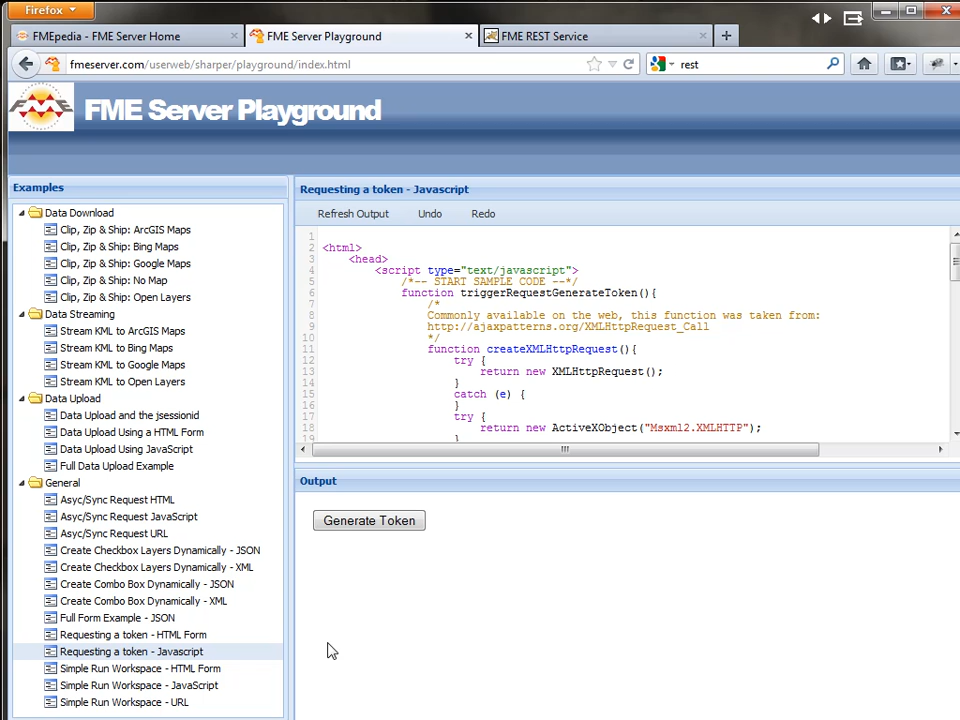 Firefox
FMEpedia - FME Server Home
FME Server Playground
FME REST Service
fmeserver.com/userweb/sharper/playground/index.html
rest
FME Server Playground
Examples
Data Download
Clip, Zip & Ship: ArcGIS Maps
Clip, Zip & Ship: Bing Maps
Clip, Zip & Ship: Google Maps
Clip, Zip & Ship: No Map
Clip, Zip & Ship: Open Layers
Data Streaming
Stream KML to ArcGIS Maps
Stream KML to Bing Maps
Stream KML to Google Maps
Stream KML to Open Layers
Data Upload
Data Upload and the jsessionid
Data Upload Using a HTML Form
Data Upload Using JavaScript
Full Data Upload Example
General
Asyc/Sync Request HTML
Asyc/Sync Request JavaScript
Asyc/Sync Request URL
Create Checkbox Layers Dynamically - JSON
Create Checkbox Layers Dynamically - XML
Create Combo Box Dynamically - JSON
Create Combo Box Dynamically - XML
Full Form Example - JSON
Requesting a token - HTML Form
Requesting a token - Javascript
Simple Run Workspace - HTML Form
Simple Run Workspace - JavaScript
Simple Run Workspace - URL
Requesting a token - Javascript
Refresh Output Undo Redo
1
2 <html>
3 <head>
4 <script type="text/javascript">
5 /*-- START SAMPLE CODE --*/
6 function triggerRequestGenerateToken(){
7 /*
8 Commonly available on the web, this function was taken from:
9 http://ajaxpatterns.org/XMLHttpRequest_Call
10 */
11 function createXMLHttpRequest(){
12 try {
13 return new XMLHttpRequest();
14 }
15 catch (e) {
16 }
17 try {
18 return new ActiveXObject("Msxml2.XMLHTTP");
19 }
Output
Generate Token